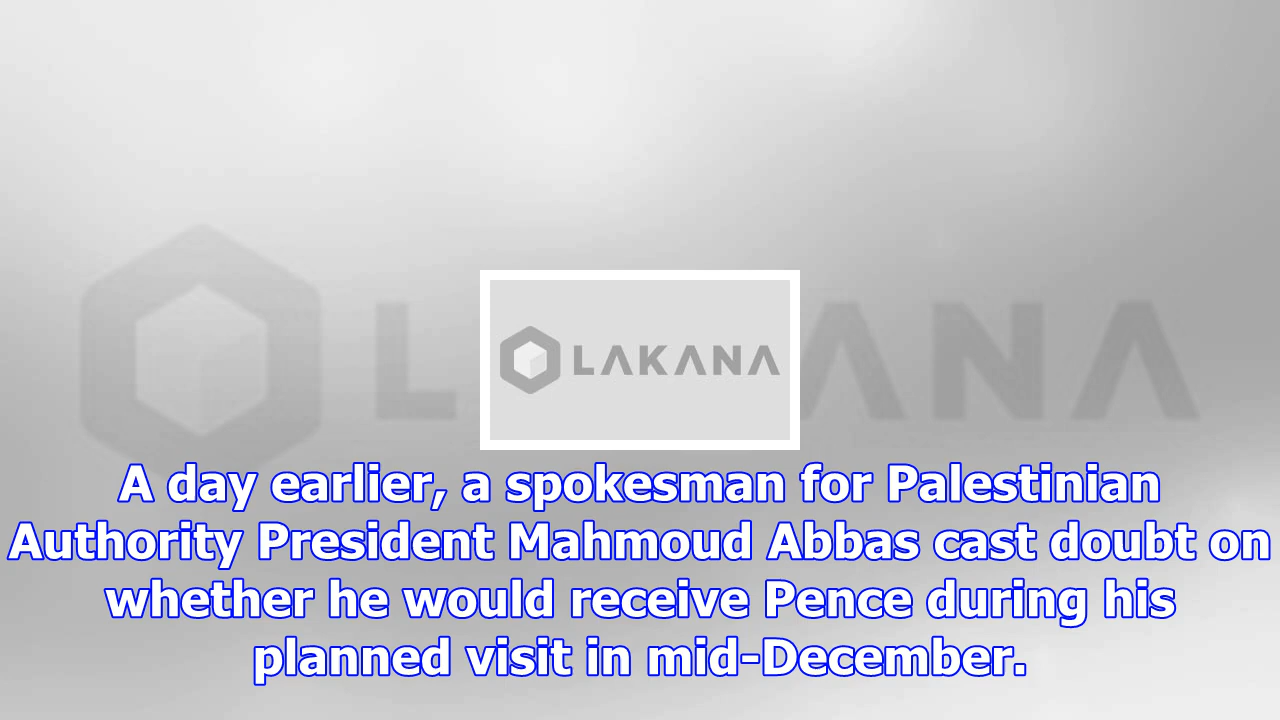 LAKANA
L ANA
A day earlier, a spokesman for Palestinian
Authority President Mahmoud Abbas cast doubt on
whether he would receive Pence during his
planned visit in mid-December.